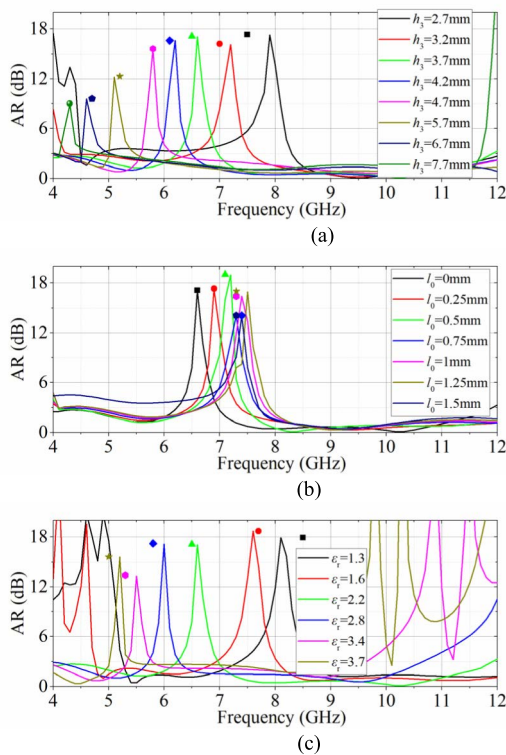 18
12
6
0
AR (dB)
h₃=2.7mm
h₃=3.2mm
h₃=3.7mm
h₃=4.2mm
h₃=4.7mm
h₃=5.7mm
h₃=6.7mm
h₃=7.7mm
4 5 6 7 8 9 10 11 12
Frequency (GHz)
(a)
18
12
6
0
AR (dB)
l₀=0mm
l₀=0.25mm
l₀=0.5mm
l₀=0.75mm
l₀=1mm
l₀=1.25mm
l₀=1.5mm
4 5 6 7 8 9 10 11 12
Frequency (GHz)
(b)
18
12
6
0
AR (dB)
εᵣ=1.3
εᵣ=1.6
εᵣ=2.2
εᵣ=2.8
εᵣ=3.4
εᵣ=3.7
4 5 6 7 8 9 10 11 12
Frequency (GHz)
(c)